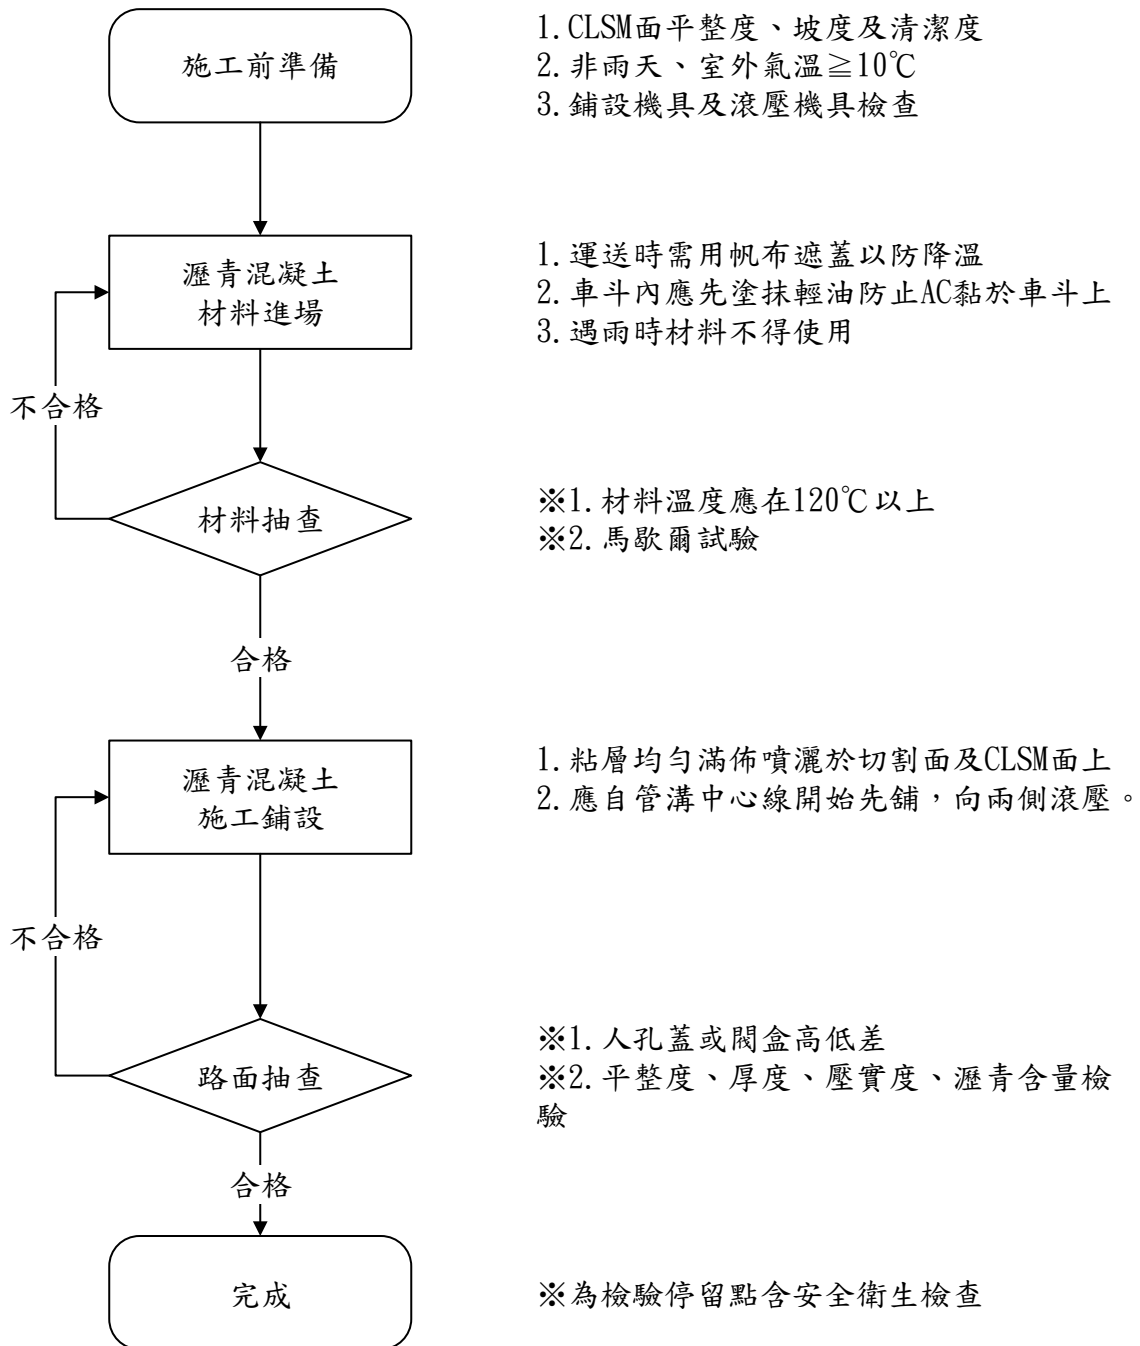 施工前準備
1.CLSM面平整度、坡度及清潔度
2.非雨天、室外氣溫≧10℃
3.鋪設機具及滾壓機具檢查
瀝青混凝土
材料進場
1.運送時需用帆布遮蓋以防降溫
2.車斗內應先塗抹輕油防止AC黏於車斗上
3.遇雨時材料不得使用
不合格
材料抽查
※1.材料溫度應在120℃以上
※2.馬歇爾試驗
合格
瀝青混凝土
施工鋪設
1.粘層均勻滿佈噴灑於切割面及CLSM面上
2.應自管溝中心線開始先舖，向兩側滾壓。
不合格
路面抽查
※1.人孔蓋或閥盒高低差
※2.平整度、厚度、壓實度、瀝青含量檢
驗
合格
完成
※為檢驗停留點含安全衛生檢查